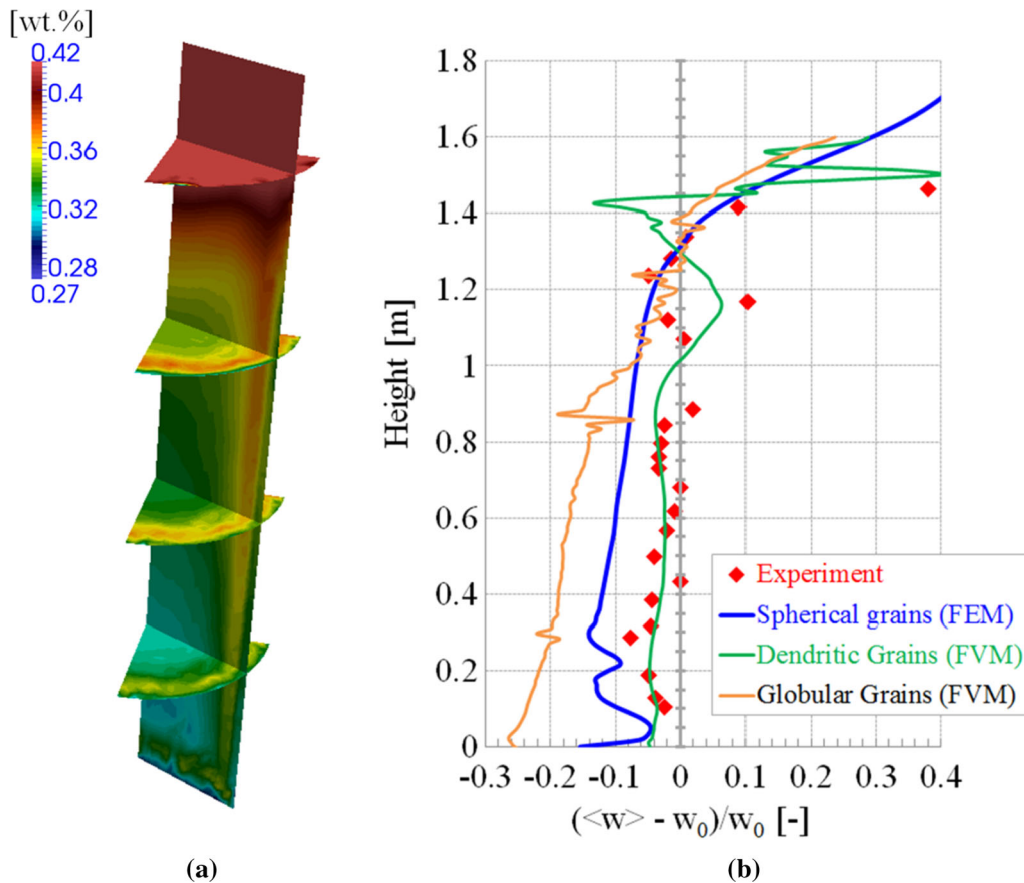 [wt.%]
0.42
0.4
0.36
0.32
0.28
0.27
(a)
1.8
1.6
1.4
1.2
1
0.8
0.6
0.4
0.2
0
Height [m]
-0.3 -0.2 -0.1 0 0.1 0.2 0.3 0.4
(<w> - w₀)/w₀ [-]
Experiment
Spherical grains (FEM)
Dendritic Grains (FVM)
Globular Grains (FVM)
(b)